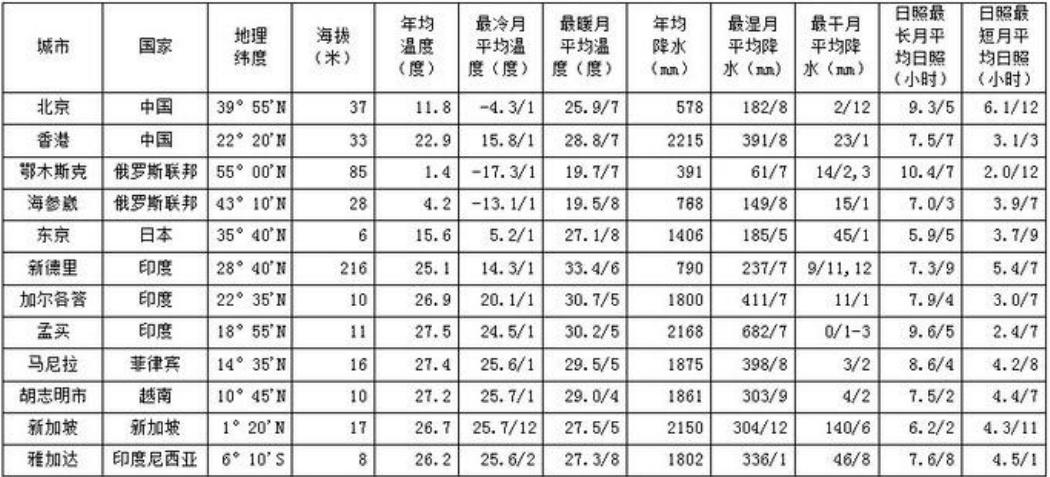 城市 国家 地理纬度 海拔（米） 年均温度（度） 最冷月平均温度（度） 最暖月平均温度（度） 年均降水（mm） 最湿月平均降水（mm） 最干月平均降水（mm） 日照最长月平均日照（小时） 日照最短月平均日照（小时）
北京 中国 39° 55'N 37 11.8 -4.3/1 25.9/7 578 182/8 2/12 9.3/5 6.1/12
香港 中国 22° 20'N 33 22.9 15.8/1 28.8/7 2215 391/8 23/1 7.5/7 3.1/3
鄂木斯克 俄罗斯联邦 55° 00'N 85 1.4 -17.3/1 19.7/7 391 61/7 14/2,3 10.4/7 2.0/12
海参崴 俄罗斯联邦 43° 10'N 28 4.2 -13.1/1 19.5/8 768 149/8 15/1 7.0/3 3.9/7
东京 日本 35° 40'N 6 15.6 5.2/1 27.1/8 1406 185/5 45/1 5.9/5 3.7/9
新德里 印度 28° 40'N 216 25.1 14.3/1 33.4/6 790 237/7 9/11,12 7.3/9 5.4/7
加尔各答 印度 22° 35'N 10 26.9 20.1/1 30.7/5 1800 411/7 11/1 7.9/4 3.0/7
孟买 印度 18° 55'N 11 27.5 24.5/1 30.2/5 2168 682/7 0/1-3 9.6/5 2.4/7
马尼拉 菲律宾 14° 35'N 16 27.4 25.6/1 29.5/5 1875 398/8 3/2 8.6/4 4.2/8
胡志明市 越南 10° 45'N 10 27.2 25.7/1 29.0/4 1861 303/9 4/2 7.5/2 4.4/7
新加坡 新加坡 1° 20'N 17 26.7 25.7/12 27.5/5 2150 304/12 140/6 6.2/2 4.3/11
雅加达 印度尼西亚 6° 10'S 8 26.2 25.6/2 27.3/8 1802 336/1 46/8 7.6/8 4.5/1